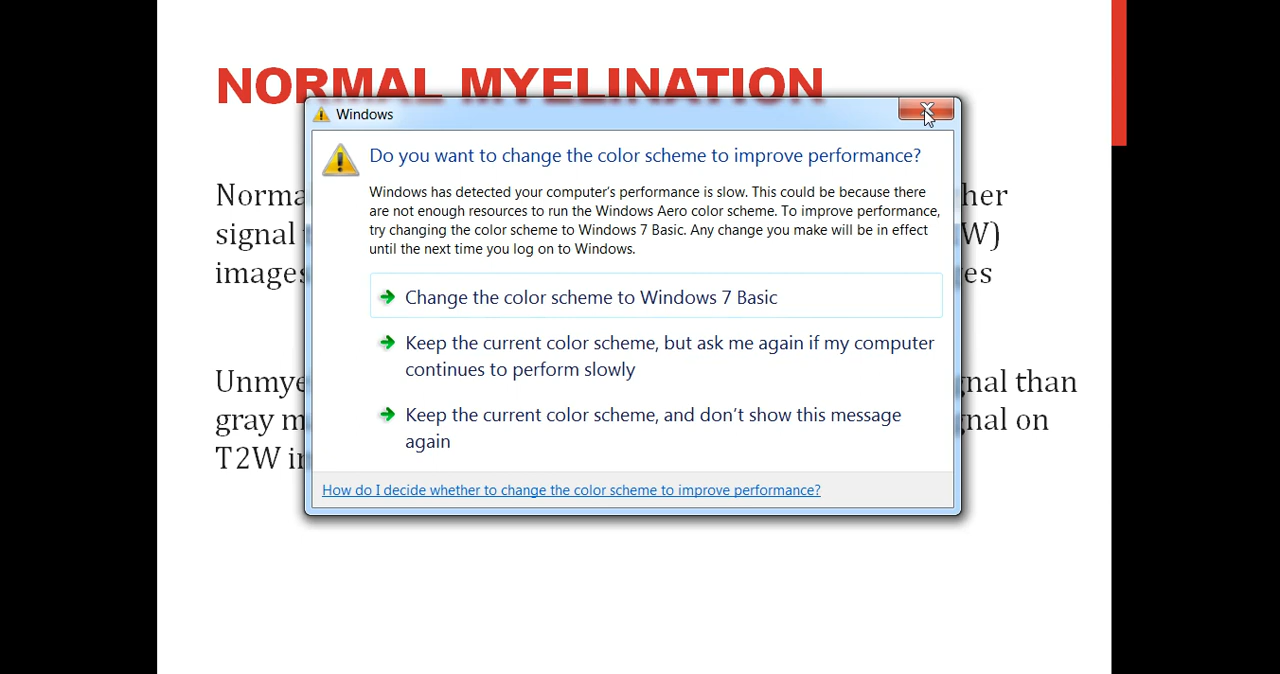 NORMAL MYELINATION
Windows
Do you want to change the color scheme to improve performance?
Windows has detected your computer's performance is slow. This could be because there
are not enough resources to run the Windows Aero color scheme. To improve performance,
try changing the color scheme to Windows 7 Basic. Any change you make will be in effect
until the next time you log on to Windows.
Change the color scheme to Windows 7 Basic
Keep the current color scheme, but ask me again if my computer
continues to perform slowly
Keep the current color scheme, and don't show this message
again
How do I decide whether to change the color scheme to improve performance?
signal
images
than
gray
signal on
T2W